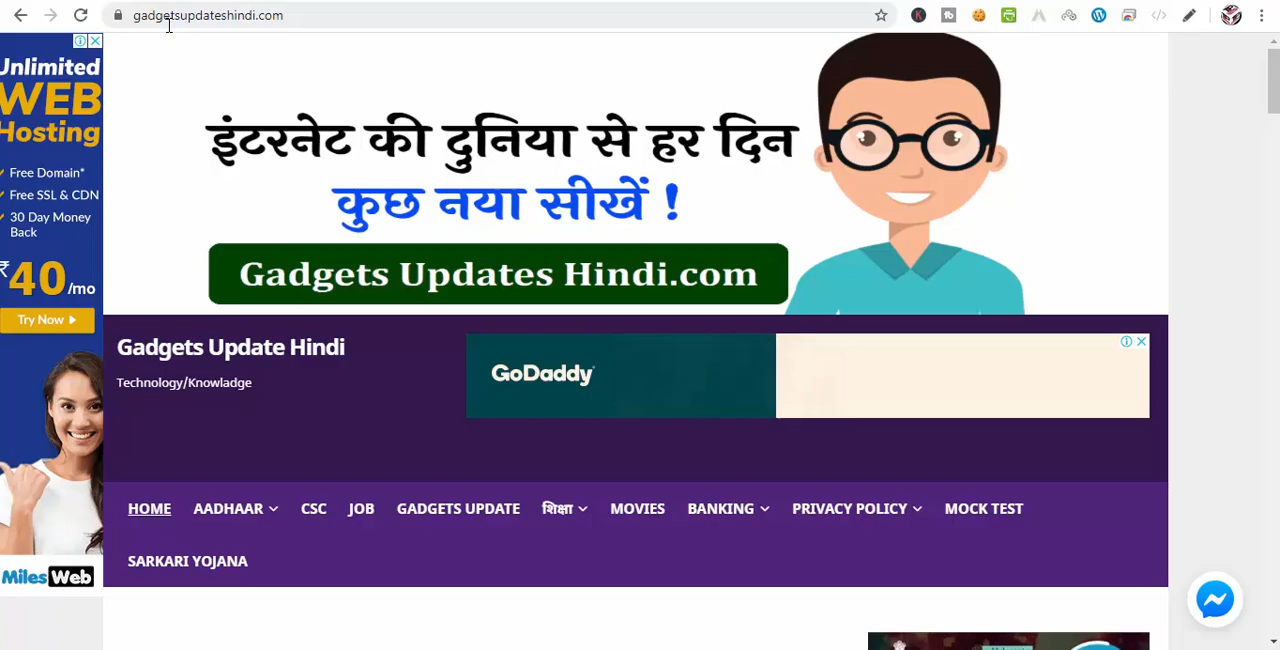 gadgetsupdateshindi.com
Unlimited
WEB
Hosting
Free Domain*
Free SSL & CDN
30 Day Money
Back
₹40/mo
Try Now
MilesWeb
इंटरनेट की दुनिया से हर दिन
कुछ नया सीखें !
Gadgets Updates Hindi.com
Gadgets Update Hindi
Technology/Knowladge
GoDaddy
HOME AADHAAR CSC JOB GADGETS UPDATE शिक्षा MOVIES BANKING PRIVACY POLICY MOCK TEST
SARKARI YOJANA